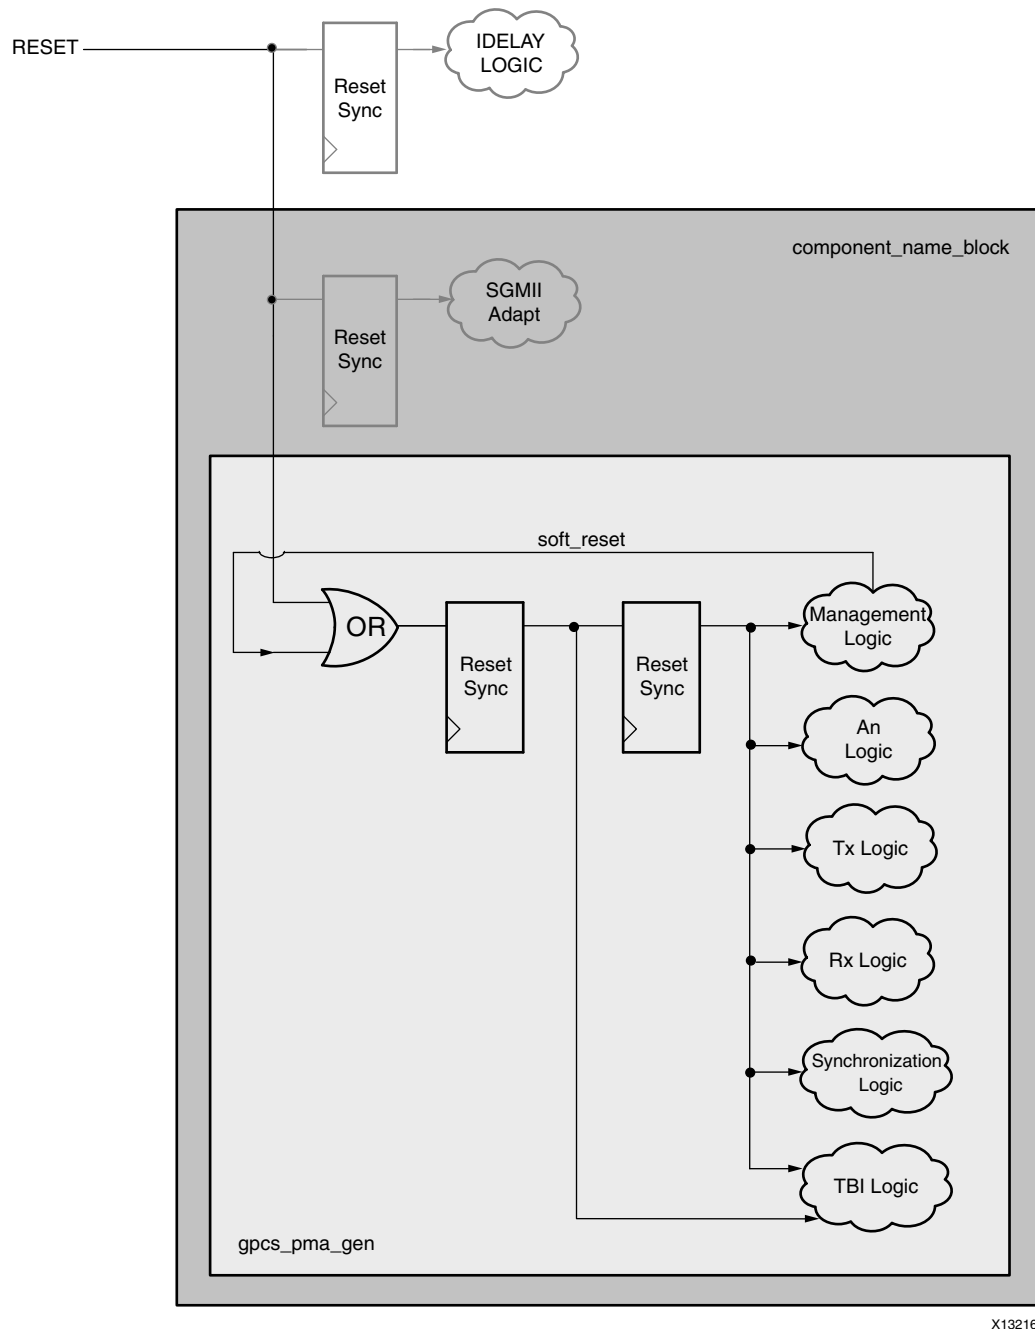 RESET
IDELAY
LOGIC
Reset
Sync
component_name_block
SGMII
Adapt
Reset
Sync
soft_reset
OR
Reset
Sync
Reset
Sync
Management
Logic
An
Logic
Tx Logic
Rx Logic
Synchronization
Logic
TBI Logic
gpcs_pma_gen
X13216